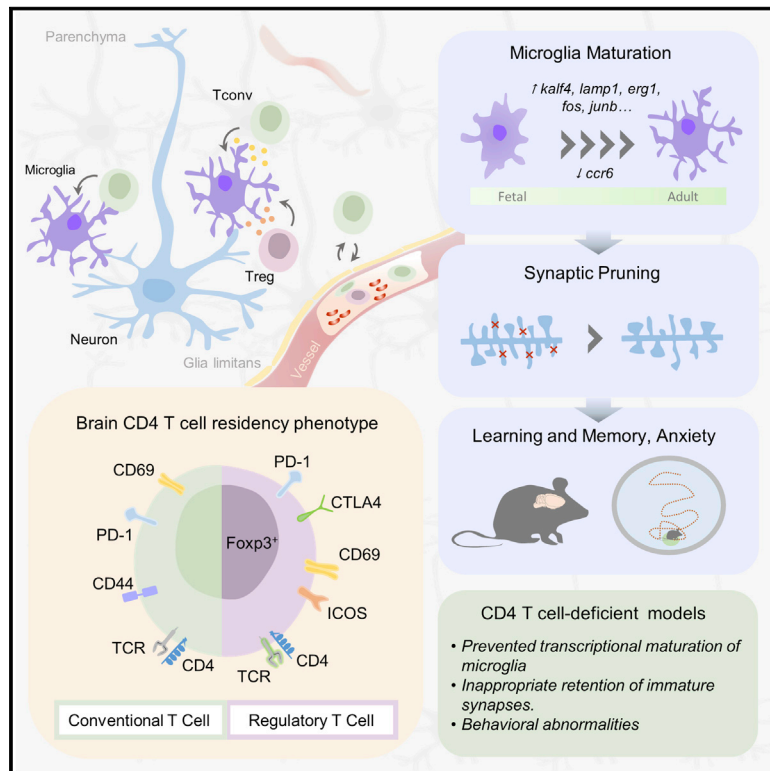 Parenchyma
Tconv
Microglia
Treg
Neuron
Glia limitans
Vessel
Brain CD4 T cell residency phenotype
CD69
PD-1
CD44
TCR
CD4
Foxp3+
PD-1
CTLA4
CD69
ICOS
CD4
TCR
Conventional T Cell
Regulatory T Cell
Microglia Maturation
↑ kalf4, lamp1, erg1,
fos, junb...
↓ ccr6
Fetal
Adult
Synaptic Pruning
Learning and Memory, Anxiety
CD4 T cell-deficient models
• Prevented transcriptional maturation of
microglia
• Inappropriate retention of immature
synapses.
• Behavioral abnormalities